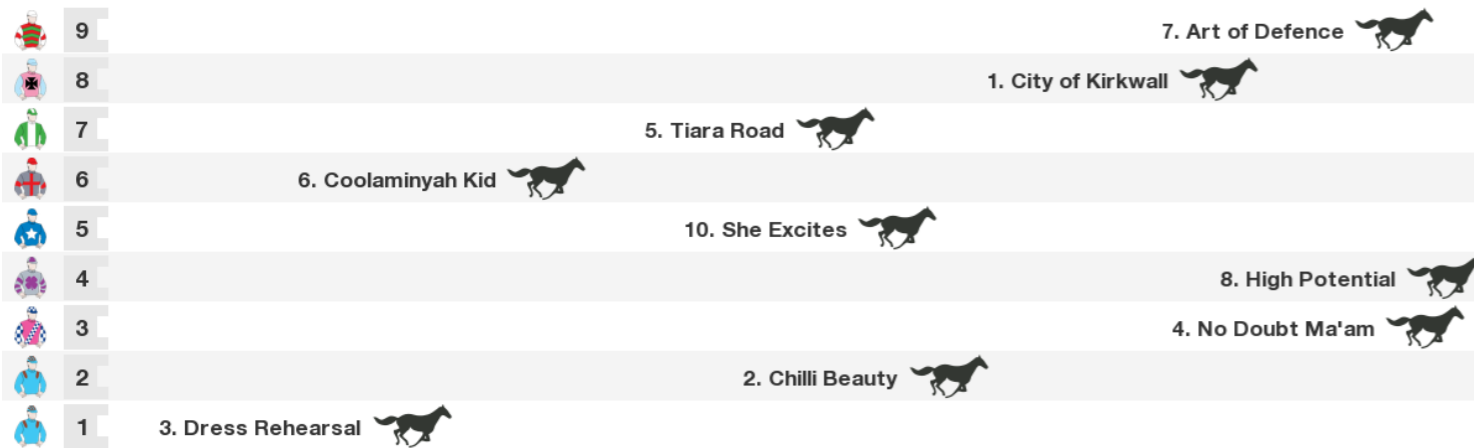 9 7. Art of Defence
8 1. City of Kirkwall
7 5. Tiara Road
6 6. Coolaminyah Kid
5 10. She Excites
4 8. High Potential
3 4. No Doubt Ma'am
2 2. Chilli Beauty
1 3. Dress Rehearsal